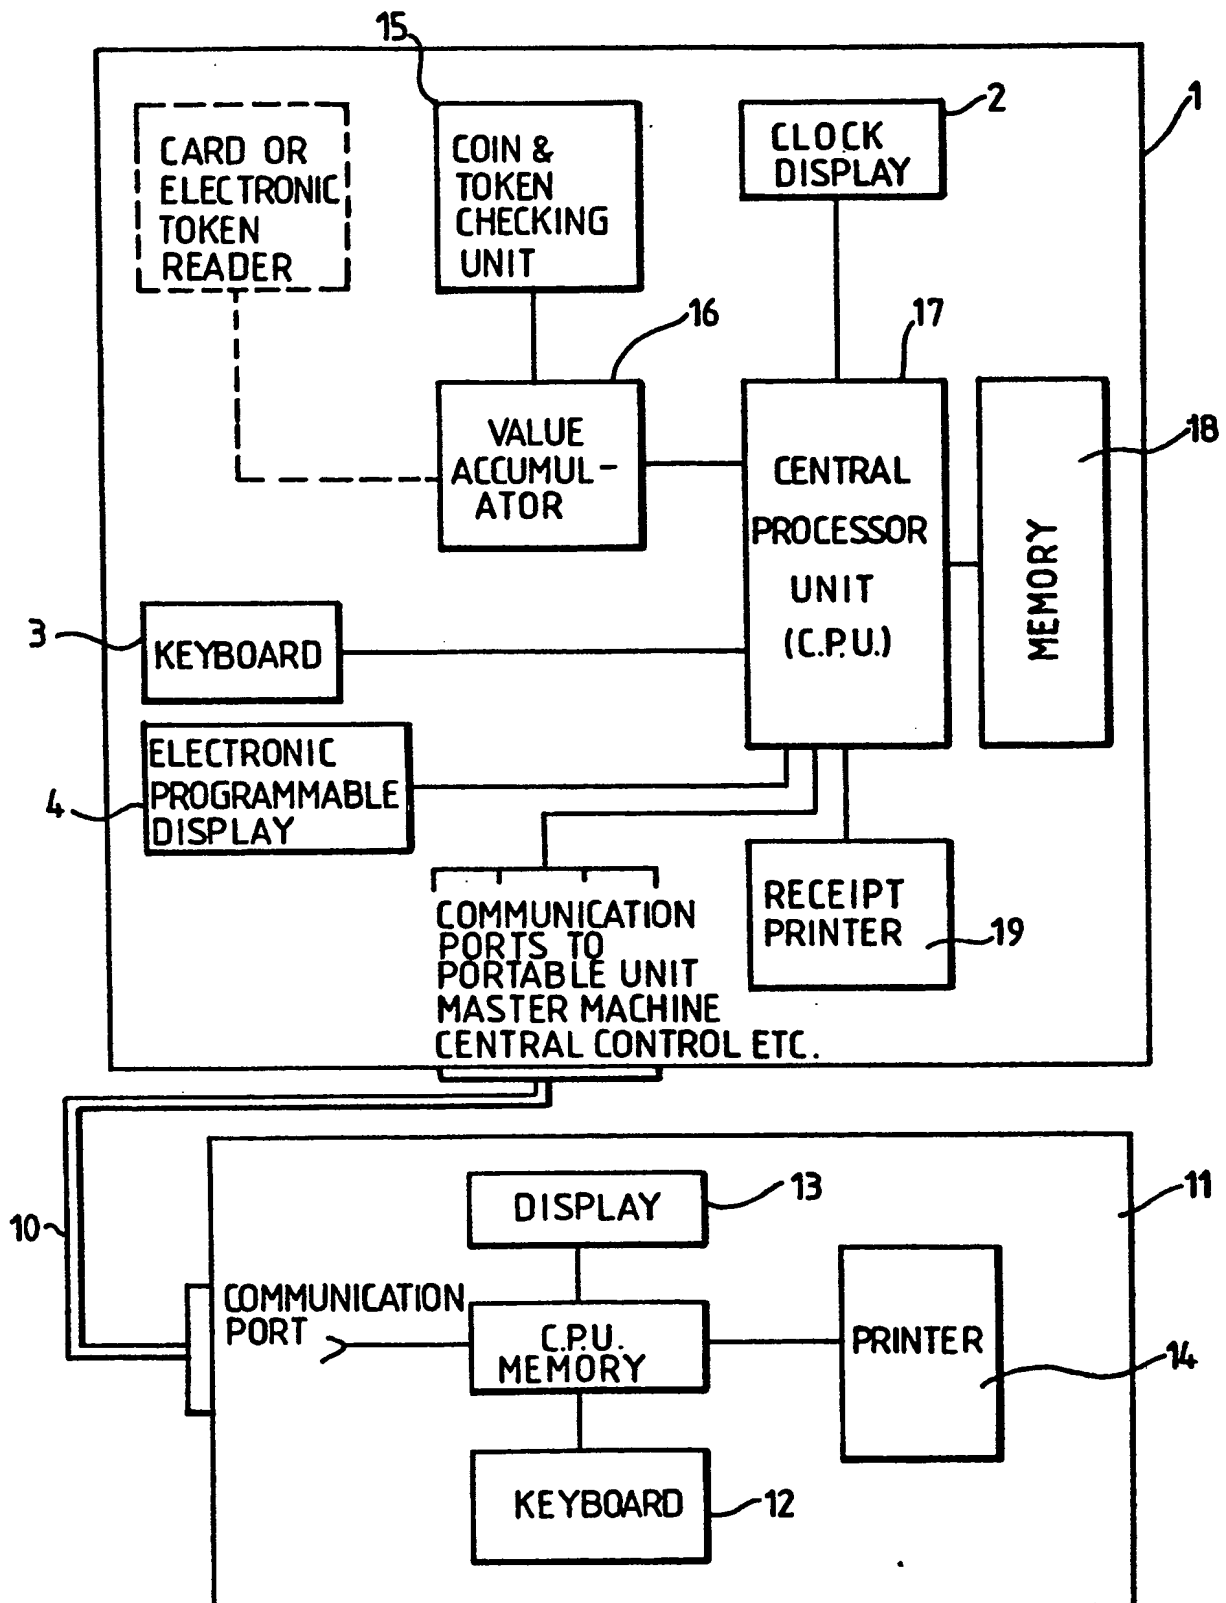 15
2
1
CARD OR
ELECTRONIC
TOKEN
READER
COIN &
TOKEN
CHECKING
UNIT
CLOCK
DISPLAY
16
17
18
VALUE
ACCUMUL-
ATOR
CENTRAL
PROCESSOR
UNIT
(C.P.U.)
MEMORY
3
KEYBOARD
4
ELECTRONIC
PROGRAMMABLE
DISPLAY
RECEIPT
PRINTER
19
COMMUNICATION
PORTS TO
PORTABLE UNIT
MASTER MACHINE
CENTRAL CONTROL ETC.
10
DISPLAY
13
11
COMMUNICATION
PORT
C.P.U.
MEMORY
PRINTER
14
KEYBOARD
12